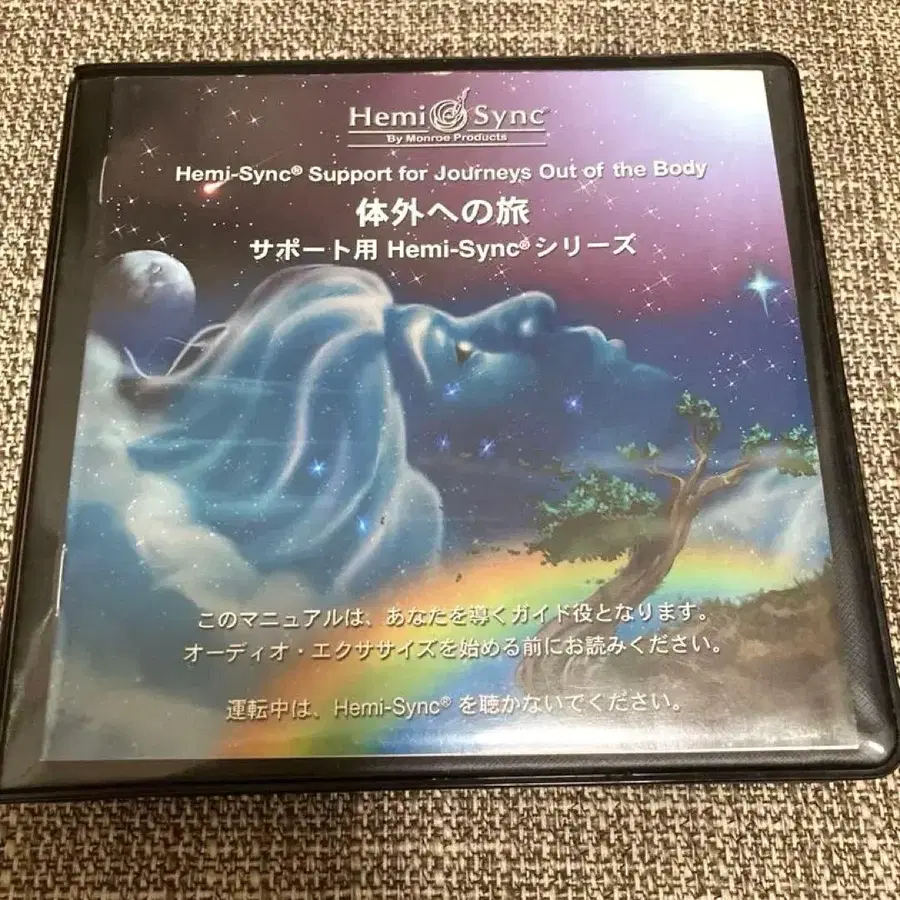 Hemi Sync®
By Monroe Products
Hemi-Sync® Support for Journeys Out of the Body
体外への旅
サポート用 Hemi-Sync®シリーズ
このマニュアルは、あなたを導くガイド役となります。
オーディオ・エクササイズを始める前にお読みください。
運転中は、Hemi-Sync® を聴かないでください。